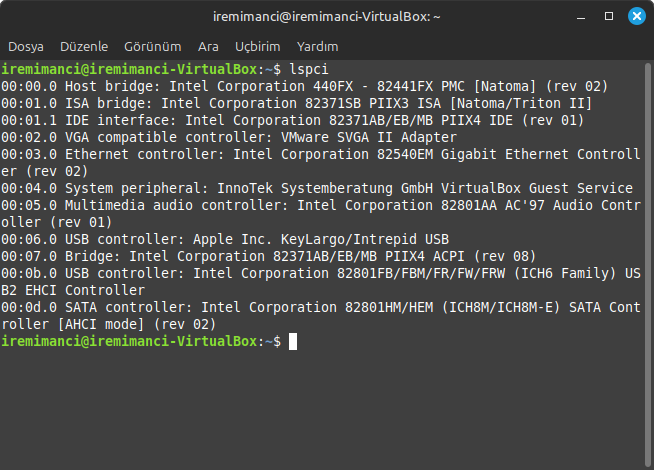 iremimanci@iremimanci-VirtualBox: ~
Dosya Düzenle Görünüm Ara Uçbirim Yardım
iremimanci@iremimanci-VirtualBox:~$ lspci
00:00.0 Host bridge: Intel Corporation 440FX - 82441FX PMC [Natoma] (rev 02)
00:01.0 ISA bridge: Intel Corporation 82371SB PIIX3 ISA [Natoma/Triton II]
00:01.1 IDE interface: Intel Corporation 82371AB/EB/MB PIIX4 IDE (rev 01)
00:02.0 VGA compatible controller: VMware SVGA II Adapter
00:03.0 Ethernet controller: Intel Corporation 82540EM Gigabit Ethernet Controll
er (rev 02)
00:04.0 System peripheral: InnoTek Systemberatung GmbH VirtualBox Guest Service
00:05.0 Multimedia audio controller: Intel Corporation 82801AA AC'97 Audio Contr
oller (rev 01)
00:06.0 USB controller: Apple Inc. KeyLargo/Intrepid USB
00:07.0 Bridge: Intel Corporation 82371AB/EB/MB PIIX4 ACPI (rev 08)
00:0b.0 USB controller: Intel Corporation 82801FB/FBM/FR/FW/FRW (ICH6 Family) US
B2 EHCI Controller
00:0d.0 SATA controller: Intel Corporation 82801HM/HEM (ICH8M/ICH8M-E) SATA Cont
roller [AHCI mode] (rev 02)
iremimanci@iremimanci-VirtualBox:~$